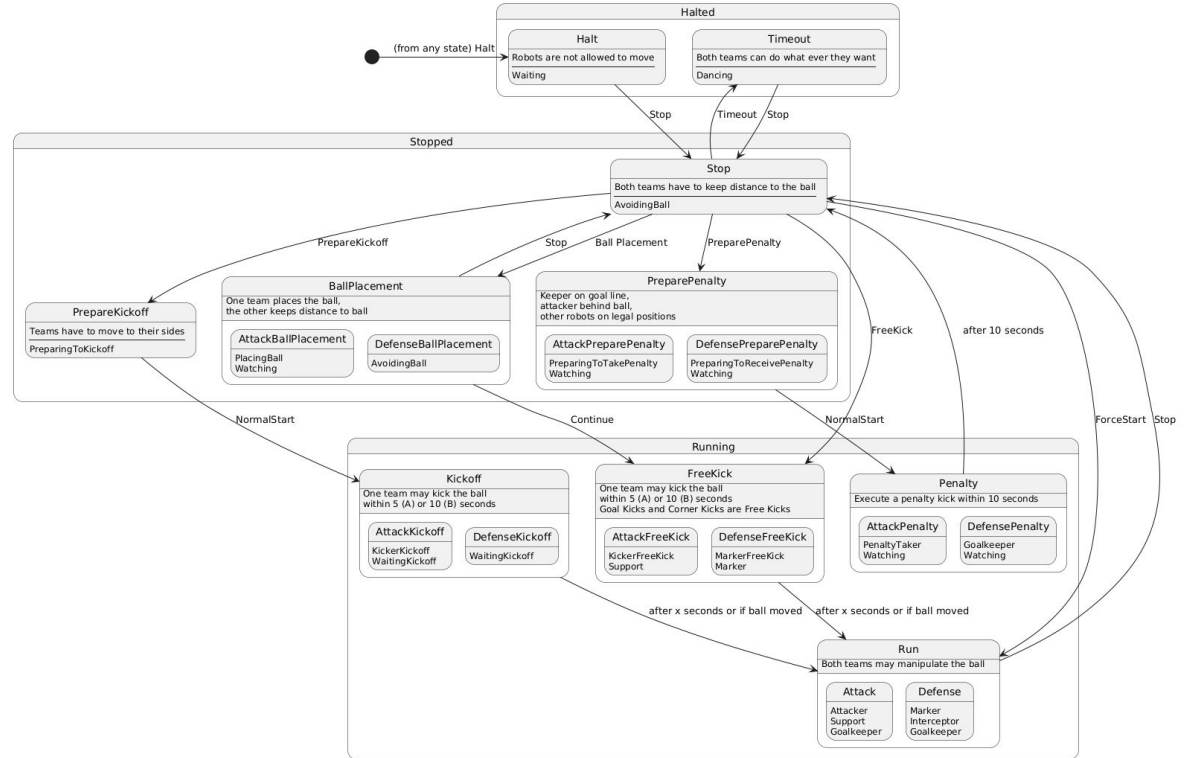 Halted
Halt
Robots are not allowed to move
Waiting
Timeout
Both teams can do what ever they want
Dancing
(from any state) Halt
Stop
Timeout
Stop
Stopped
Stop
Both teams have to keep distance to the ball
AvoidingBall
PrepareKickoff
Stop
Ball Placement
PreparePenalty
PrepareKickoff
Teams have to move to their sides
PreparingToKickoff
BallPlacement
One team places the ball,
the other keeps distance to ball
AttackBallPlacement
PlacingBall
Watching
DefenseBallPlacement
AvoidingBall
PreparePenalty
Keeper on goal line,
attacker behind ball,
other robots on legal positions
AttackPreparePenalty
PreparingToTakePenalty
Watching
DefensePreparePenalty
PreparingToReceivePenalty
Watching
FreeKick
after 10 seconds
NormalStart
Continue
NormalStart
ForceStart
Stop
Running
Kickoff
One team may kick the ball
within 5 (A) or 10 (B) seconds
AttackKickoff
KickerKickoff
WaitingKickoff
DefenseKickoff
WaitingKickoff
FreeKick
One team may kick the ball
within 5 (A) or 10 (B) seconds
Goal Kicks and Corner Kicks are Free Kicks
AttackFreeKick
KickerFreeKick
Support
DefenseFreeKick
MarkerFreeKick
Marker
Penalty
Execute a penalty kick within 10 seconds
AttackPenalty
PenaltyTaker
Watching
DefensePenalty
Goalkeeper
Watching
after x seconds or if ball moved
after x seconds or if ball moved
Run
Both teams may manipulate the ball
Attack
Attacker
Support
Goalkeeper
Defense
Marker
Interceptor
Goalkeeper